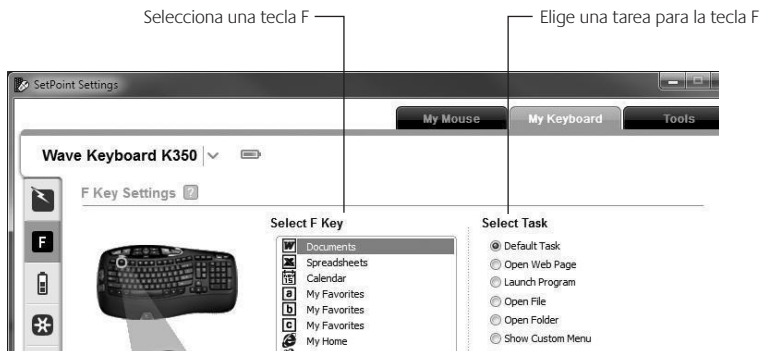 Selecciona una tecla F
Elige una tarea para la tecla F
SetPoint Settings
My Mouse
My Keyboard
Tools
Wave Keyboard K350
F Key Settings ?
Select F Key
W Documents
X Spreadsheets
15 Calendar
a My Favorites
b My Favorites
c My Favorites
My Home
Select Task
Default Task
Open Web Page
Launch Program
Open File
Open Folder
Show Custom Menu
F